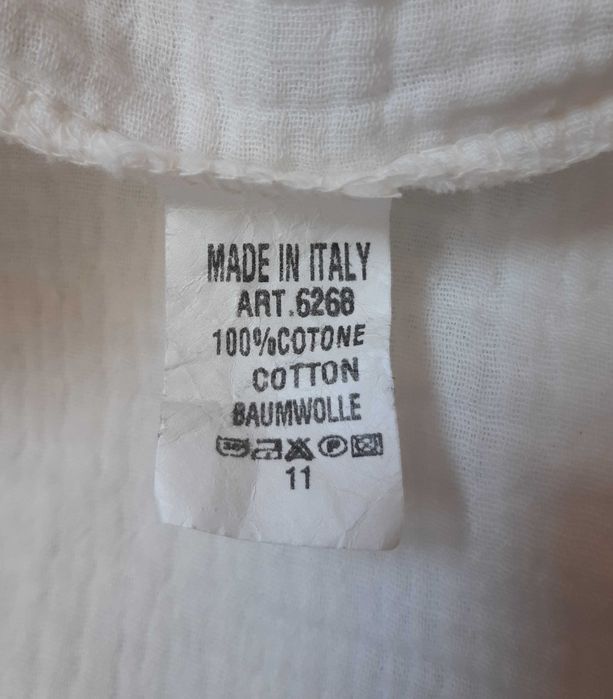 MADE IN ITALY
ART.6268
100%COTONE
COTTON
BAUMWOLLE
11